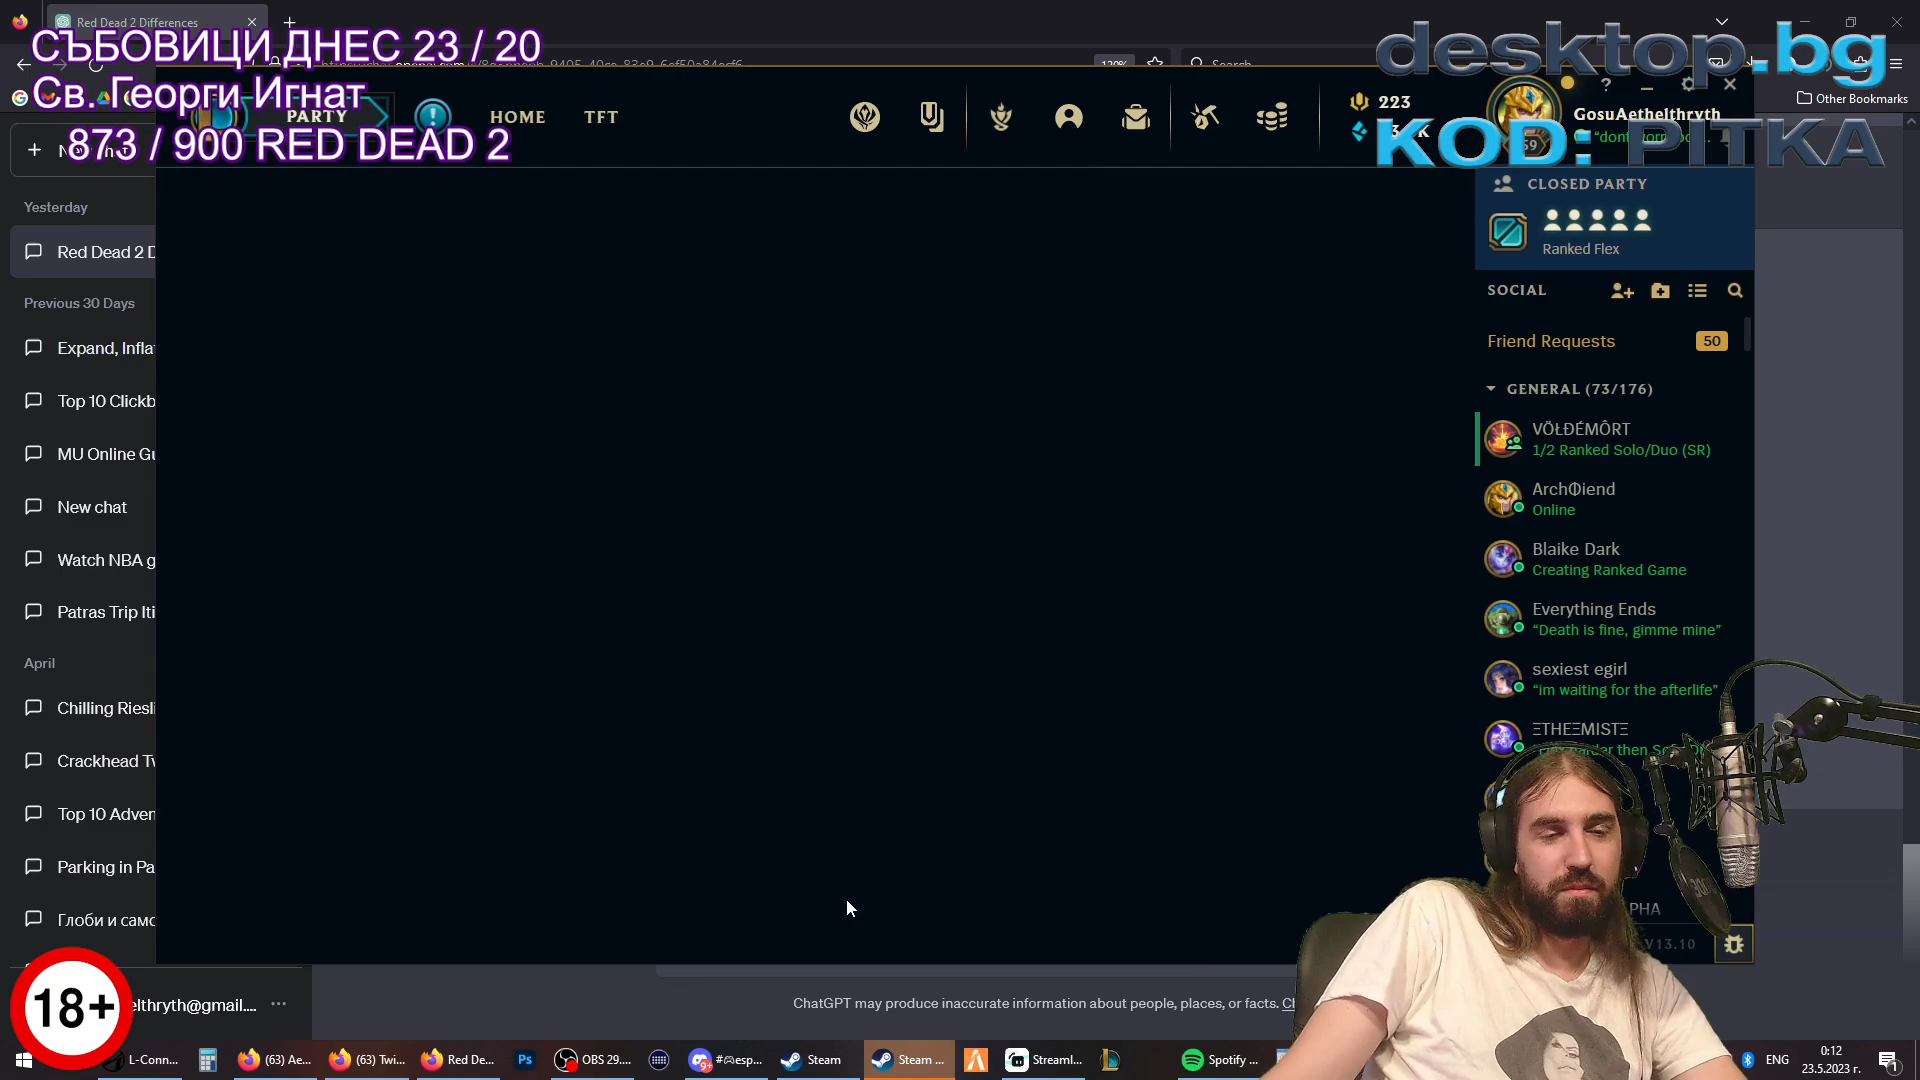 Red Dead 2 Differences
СЪБОВИЦИ ДНЕС 23 / 20
Св. Георги Игнат
873 / 900 RED DEAD 2
desktop.bg
KOD: PITKA
120%
Search
Other Bookmarks
PARTY
HOME
TFT
223
GosuAethelthryth
59
CLOSED PARTY
Ranked Flex
SOCIAL
Friend Requests
50
GENERAL (73/176)
VÖŁÐÉMÔRT
1/2 Ranked Solo/Duo (SR)
ArchФiend
Online
Blaike Dark
Creating Ranked Game
Everything Ends
“Death is fine, gimme mine”
sexiest egirl
“im waiting for the afterlife”
ΞTHEΞMISTΞ
V13.10
Yesterday
Red Dead 2 D
Previous 30 Days
Expand, Infla
Top 10 Clickb
MU Online Gu
New chat
Watch NBA g
Patras Trip Iti
April
Chilling Riesli
Crackhead Tv
Top 10 Adven
Parking in Pa
Глоби и само
18+
elthryth@gmail....
ChatGPT may produce inaccurate information about people, places, or facts.
L-Conn...
(63) Ae...
(63) Twi...
Red De...
Ps
OBS 29....
#🎮esp...
Steam
Steam ...
Streaml...
Spotify ...
ENG
0:12
23.5.2023 г.